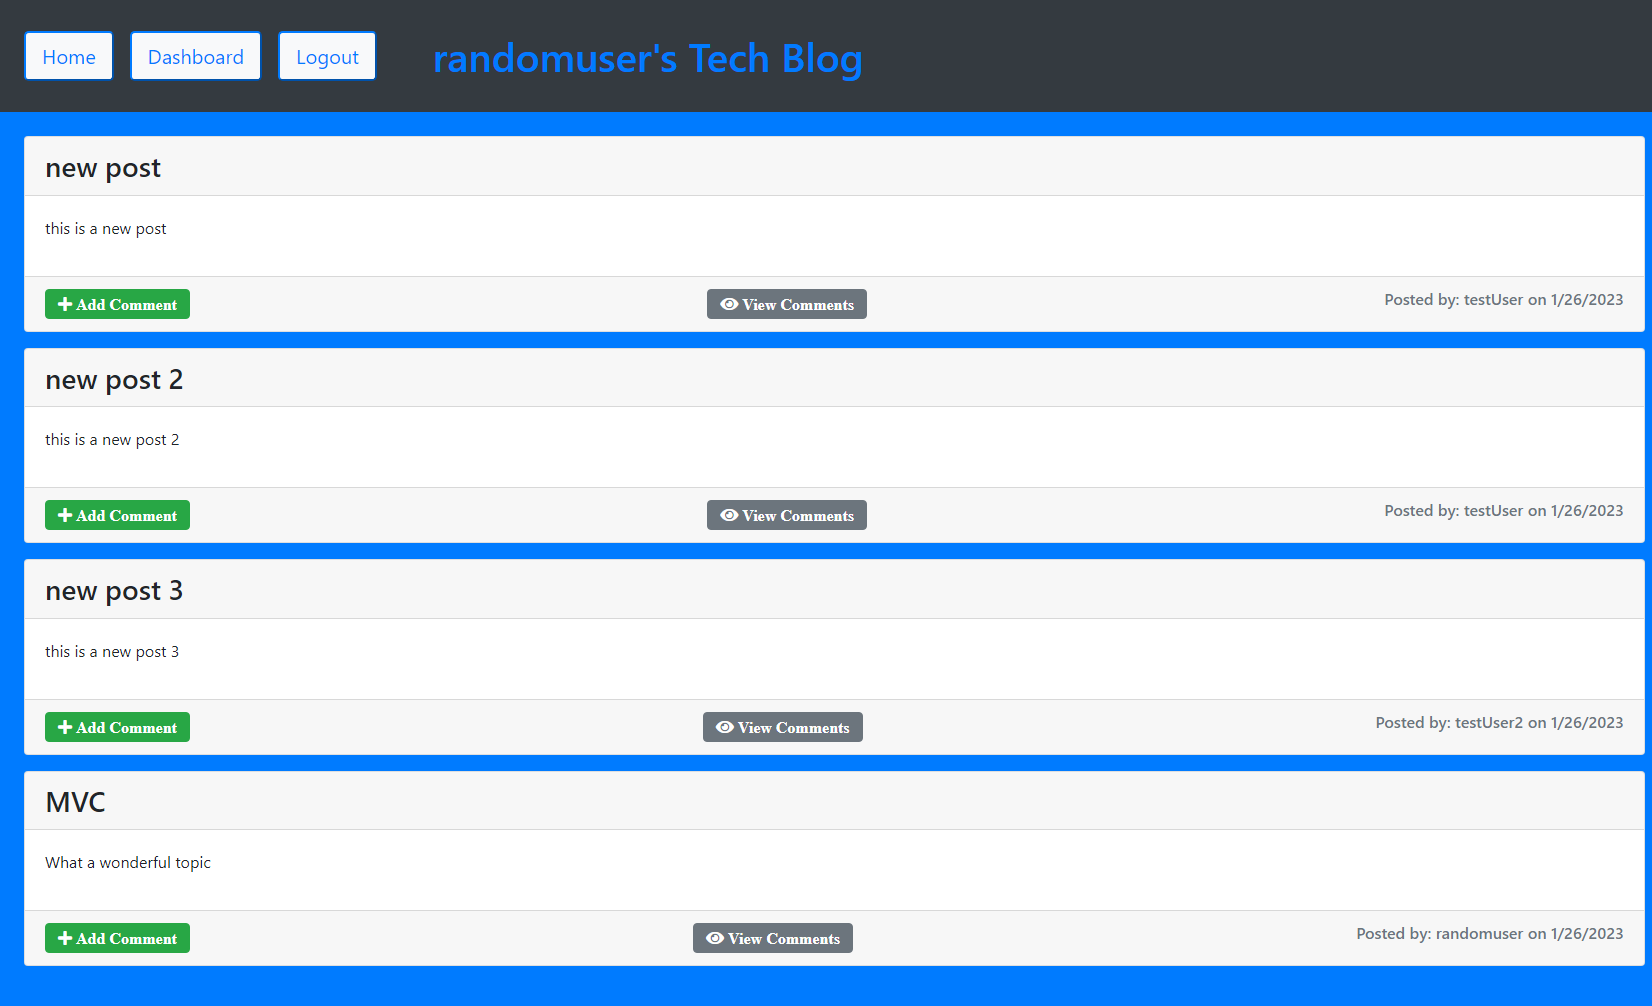 Home Dashboard Logout randomuser's Tech Blog
new post
this is a new post
Add Comment View Comments Posted by: testUser on 1/26/2023
new post 2
this is a new post 2
Add Comment View Comments Posted by: testUser on 1/26/2023
new post 3
this is a new post 3
Add Comment View Comments Posted by: testUser2 on 1/26/2023
MVC
What a wonderful topic
Add Comment View Comments Posted by: randomuser on 1/26/2023